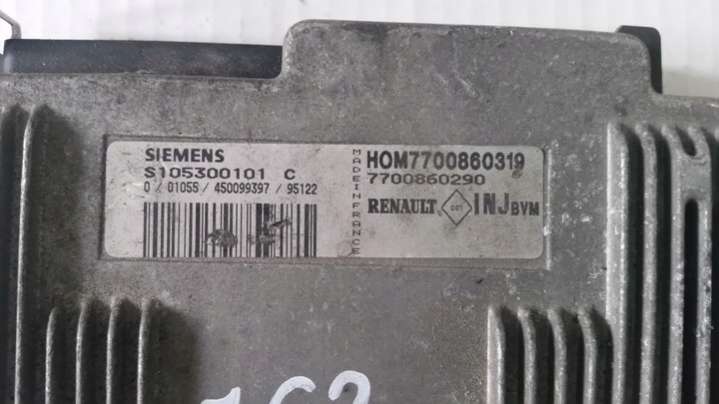 SIEMENS
S105300101 C
0 / 01055 / 450099397 / 95122
MADE IN FRANCE
HOM7700860319
7700860290
RENAULT INJ BVM